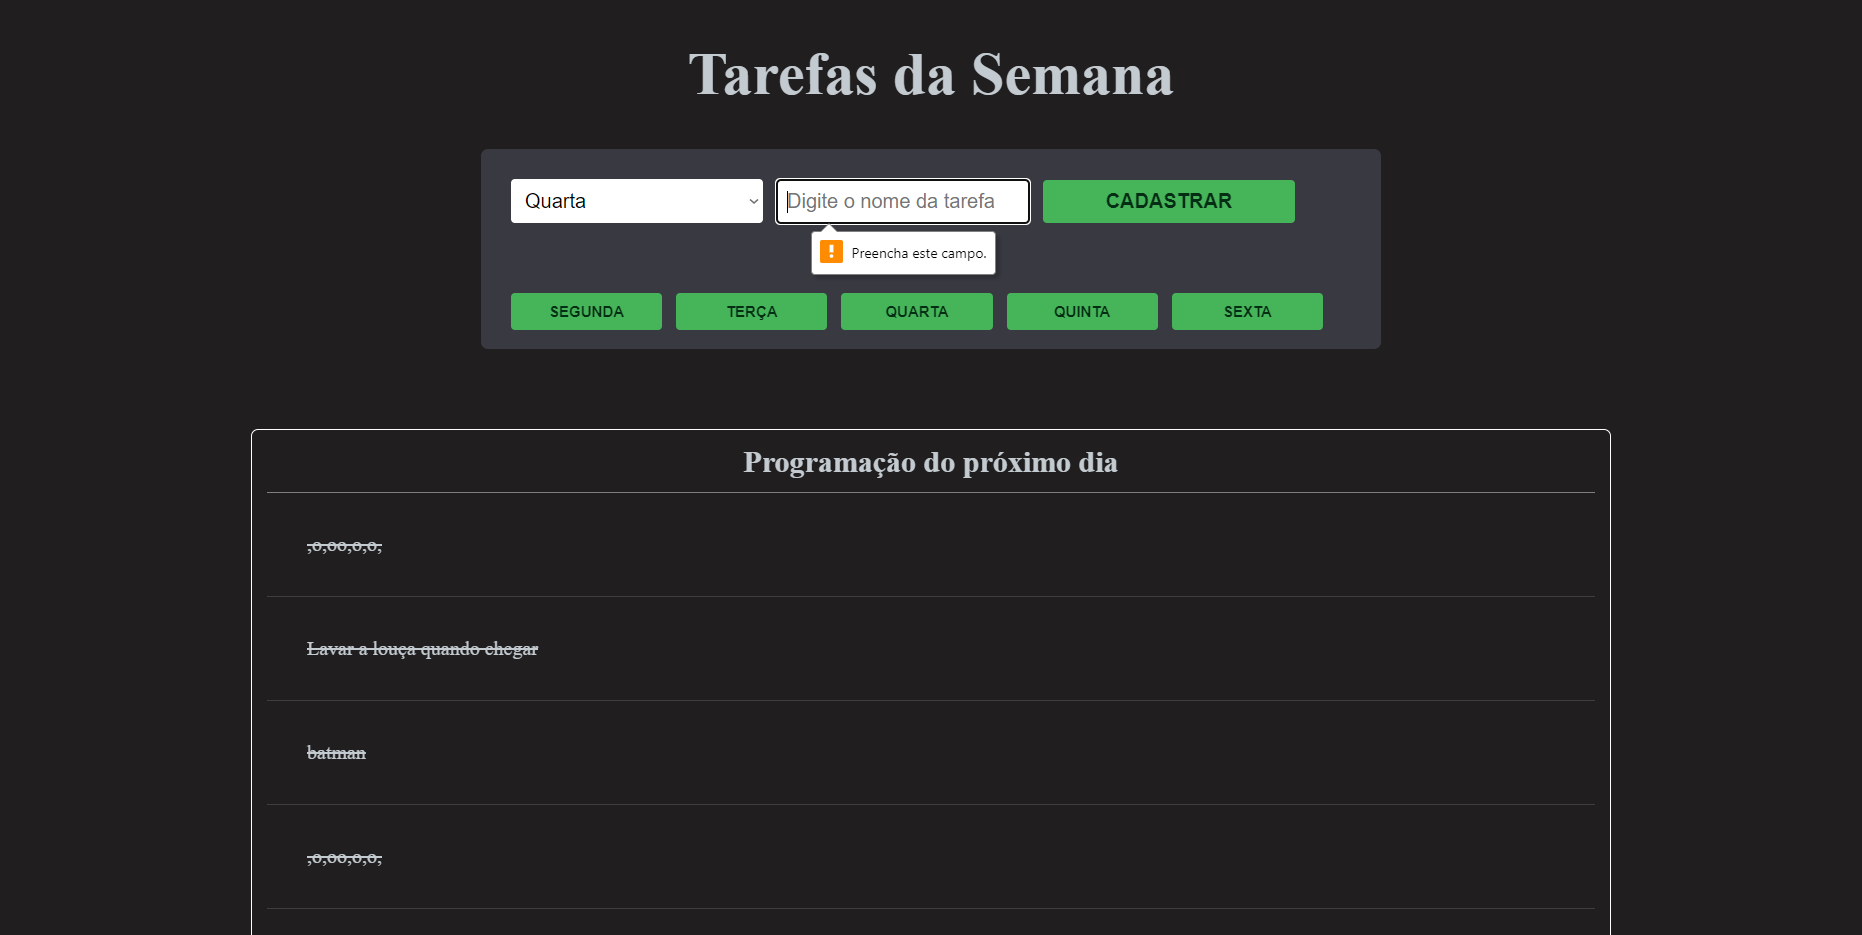 Tarefas da Semana
Quarta
Digite o nome da tarefa
CADASTRAR
Preencha este campo.
SEGUNDA
TERÇA
QUARTA
QUINTA
SEXTA
Programação do próximo dia
,o,oo,o,o,
Lavar a louça quando chegar
batman
,o,oo,o,o,